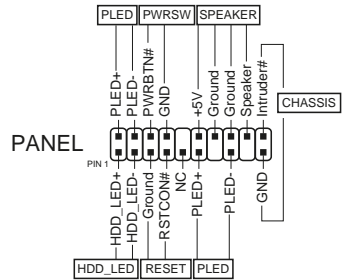 PLED PWRSW SPEAKER
PLED+
PLED-
PWRBTN#
GND
+5V
Ground
Ground
Speaker
Intruder#
CHASSIS
PANEL
PIN 1
HDD_LED+
HDD_LED-
Ground
RSTCON#
NC
PLED+
PLED-
GND
HDD_LED RESET PLED